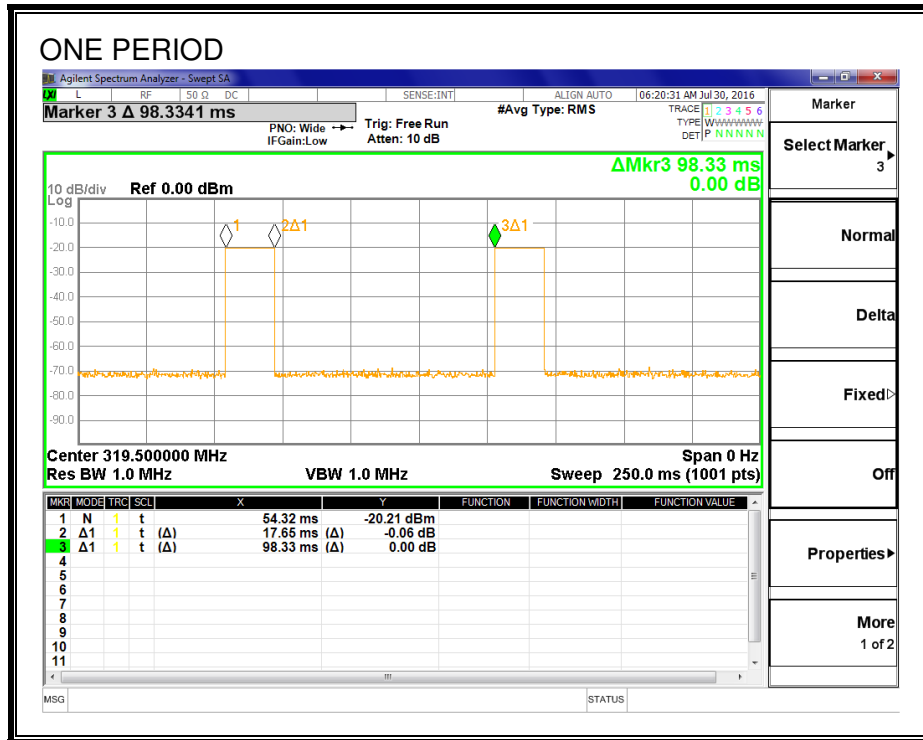 ONE PERIOD
Agilent Spectrum Analyzer - Swept SA
LXI L RF 50 Ω DC SENSE:INT ALIGN AUTO 06:20:31 AM Jul 30, 2016
Marker 3 Δ 98.3341 ms
PNO: Wide
IFGain:Low
Trig: Free Run
Atten: 10 dB
#Avg Type: RMS
TRACE 1 2 3 4 5 6
TYPE WWWWWW
DET P N N N N N
ΔMkr3 98.33 ms
0.00 dB
10 dB/div Ref 0.00 dBm
Log
-10.0
-20.0
-30.0
-40.0
-50.0
-60.0
-70.0
-80.0
-90.0
1
2Δ1
3Δ1
Center 319.500000 MHz Span 0 Hz
Res BW 1.0 MHz VBW 1.0 MHz Sweep 250.0 ms (1001 pts)
MKR MODE TRC SCL X Y FUNCTION FUNCTION WIDTH FUNCTION VALUE
1 N 1 t 54.32 ms -20.21 dBm
2 Δ1 1 t (Δ) 17.65 ms (Δ) -0.06 dB
3 Δ1 1 t (Δ) 98.33 ms (Δ) 0.00 dB
4
5
6
7
8
9
10
11
MSG STATUS
Marker
Select Marker
3
Normal
Delta
Fixed
Off
Properties
More
1 of 2